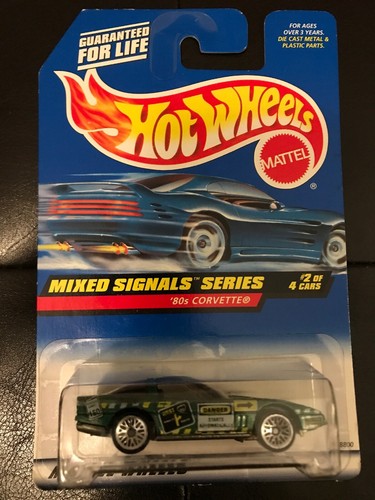 GUARANTEED
FOR LIFE
FOR AGES
OVER 3 YEARS.
DIE CAST METAL &
PLASTIC PARTS.
HOT WHEELS
MATTEL
®
MIXED SIGNALS™ SERIES
#2 OF
4 CARS
'80s CORVETTE®
DANGER